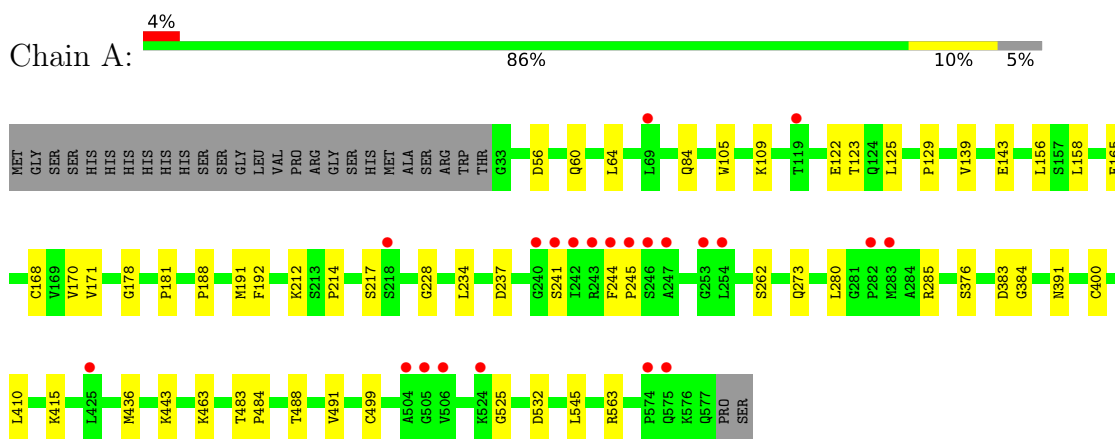 4%
Chain A:
86% 10% 5%
MET GLY SER SER HIS HIS HIS HIS HIS HIS SER SER GLY LEU VAL PRO ARG GLY SER HIS MET ALA SER ARG TRP THR G33 D56 Q60 L64 L69 Q84 W105 K109 T119 E122 T123 Q124 L125 P129 V139 E143 L156 S157 L158
C168 V169 V170 V171 G178 P181 P188 M191 F192 K212 S213 P214 S217 S218 G228 L234 D237 G240 S241 I242 R243 F244 P245 S246 A247 G253 L254 S262 Q273 L280 G281 P282 M283 A284 R285 S376 D383 G384 N391 C400
L410 K415 L425 M436 K443 K463 T483 P484 T488 V491 C499 A504 G505 V506 K524 G525 D532 L545 R563 P574 Q575 K576 Q577 PRO SER